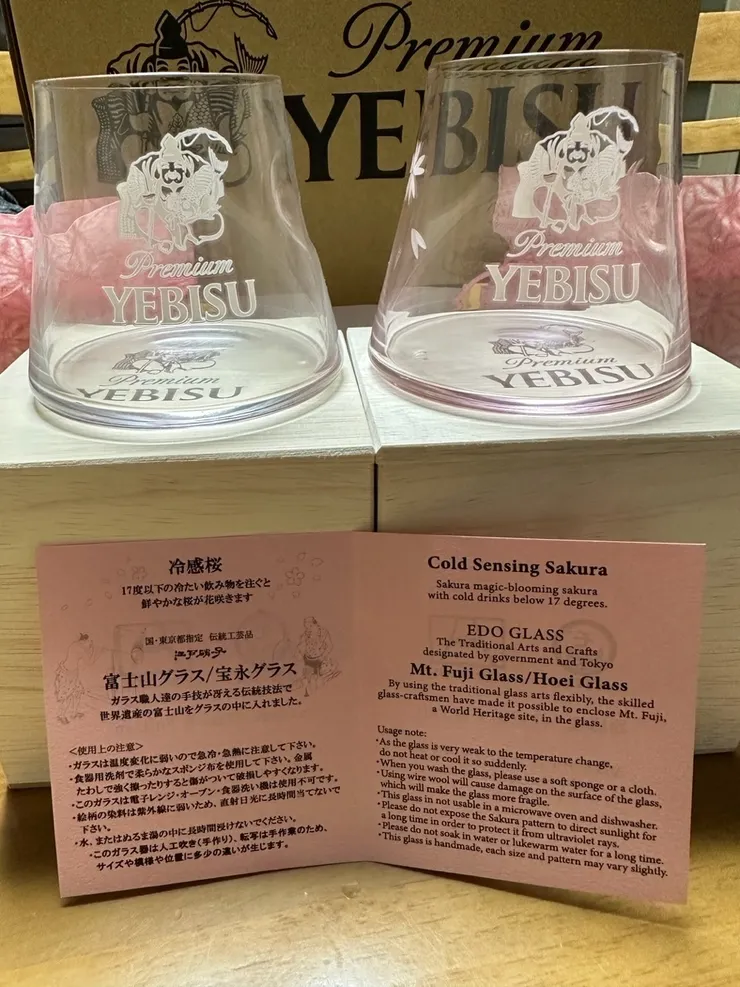 Premium
YEBISU
Premium
YEBISU
Premium
YEBISU
Premium
YEBISU
Premium
YEBISU
冷感桜
17度以下の冷たい飲み物を注ぐと
鮮やかな桜が花咲きます
国・東京都指定 伝統工芸品
江戸硝子
富士山グラス/宝永グラス
ガラス職人達の手技が冴える伝統技法で
世界遺産の富士山をグラスの中に入れました。
<使用上の注意>
・ガラスは温度変化に弱いので急冷・急熱に注意して下さい。
・食器用洗剤で柔らかなスポンジ布を使用して下さい。金属
たわしで強く擦ったりすると傷がついて破損しやすくなります。
・このガラスは電子レンジ・オーブン・食器洗い機は使用不可です。
・絵柄の染料は紫外線に弱いため、直射日光に長時間当てないで
下さい。
・水、またはぬるま湯の中に長時間浸けないでください。
・このガラス器は人工吹き(手作り)、転写は手作業のため、
サイズや模様や位置に多少の違いが生じます。
Cold Sensing Sakura
Sakura magic-blooming sakura
with cold drinks below 17 degrees.
EDO GLASS
The Traditional Arts and Crafts
designated by government and Tokyo
Mt. Fuji Glass/Hoei Glass
By using the traditional glass arts flexibly, the skilled
glass-craftsmen have made it possible to enclose Mt. Fuji,
a World Heritage site, in the glass.
Usage note:
・As the glass is very weak to the temperature change,
do not heat or cool it so suddenly.
・When you wash the glass, please use a soft sponge or a cloth.
・Using wire wool will cause damage on the surface of the glass,
which will make the glass more fragile.
・This glass in not usable in a microwave oven and dishwasher.
・Please do not expose the Sakura pattern to direct sunlight for
a long time in order to protect it from ultraviolet rays.
・Please do not soak in water or lukewarm water for a long time.
・This glass is handmade, each size and pattern may vary slightly.